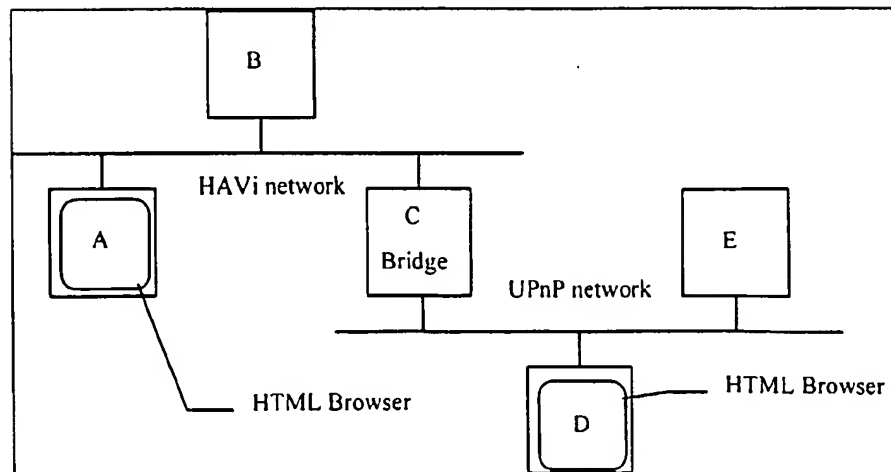 B
HAVi network
A
C
Bridge
E
UPnP network
HTML Browser
HTML Browser
D